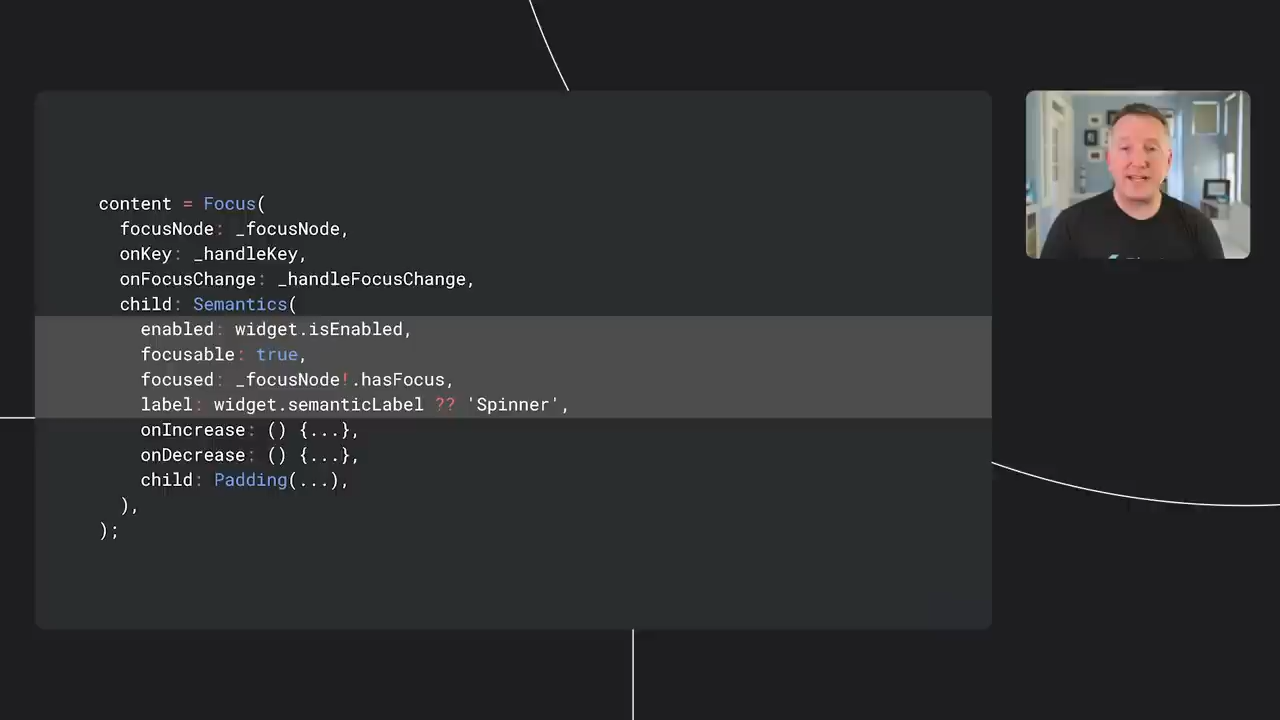 content = Focus(
focusNode: _focusNode,
onKey: _handleKey,
onFocusChange: _handleFocusChange,
child: Semantics(
enabled: widget.isEnabled,
focusable: true,
focused: _focusNode!.hasFocus,
label: widget.semanticLabel ?? 'Spinner',
onIncrease: () {...},
onDecrease: () {...},
child: Padding(...),
),
);